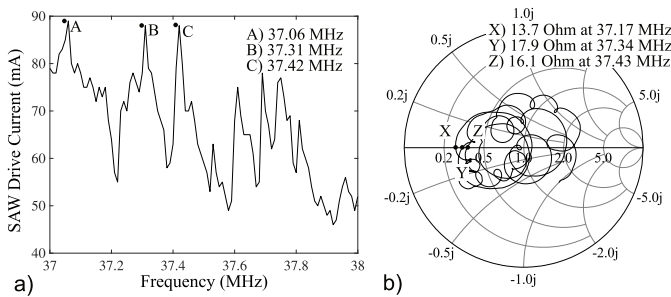 90
80
70
60
50
40
SAW Drive Current (mA)
A
B
C
A) 37.06 MHz
B) 37.31 MHz
C) 37.42 MHz
37
37.2
37.4
37.6
37.8
38
Frequency (MHz)
a)
1.0j
X) 13.7 Ohm at 37.17 MHz
Y) 17.9 Ohm at 37.34 MHz
Z) 16.1 Ohm at 37.43 MHz
0.5j
0.2j
5.0j
X
Z
Y
0.2
0.5
1.0
2.0
5.0
-0.2j
-5.0j
-0.5j
-2.0j
-1.0j
b)